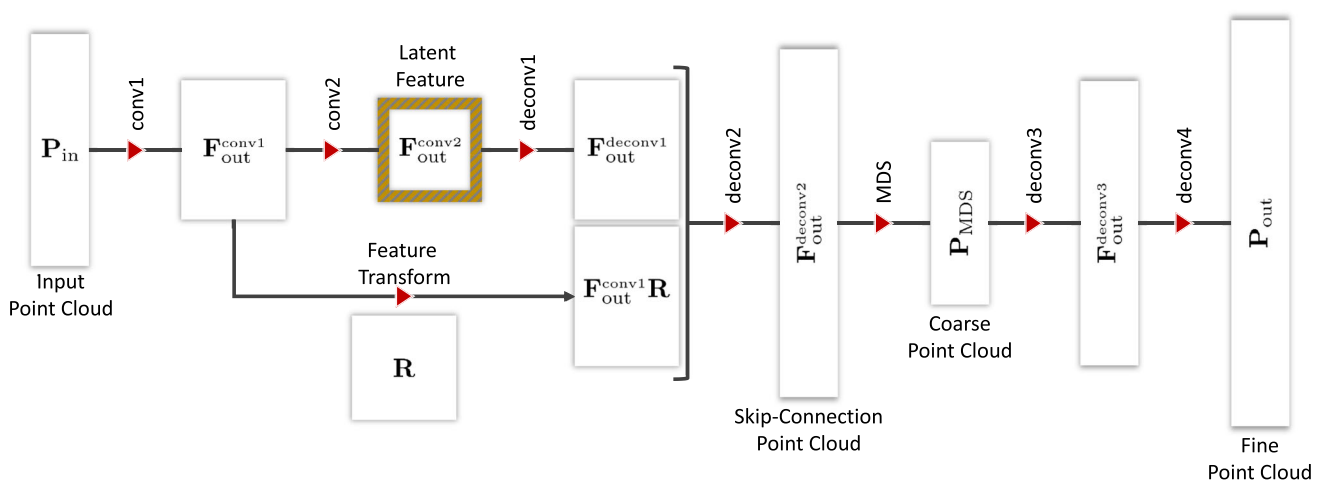 P_in
Input
Point Cloud
conv1
F_out^conv1
conv2
Latent
Feature
F_out^conv2
deconv1
F_out^deconv1
Feature
Transform
R
F_out^conv1 R
deconv2
F_out^deconv2
Skip-Connection
Point Cloud
MDS
P_MDS
Coarse
Point Cloud
deconv3
F_out^deconv3
deconv4
P_out
Fine
Point Cloud